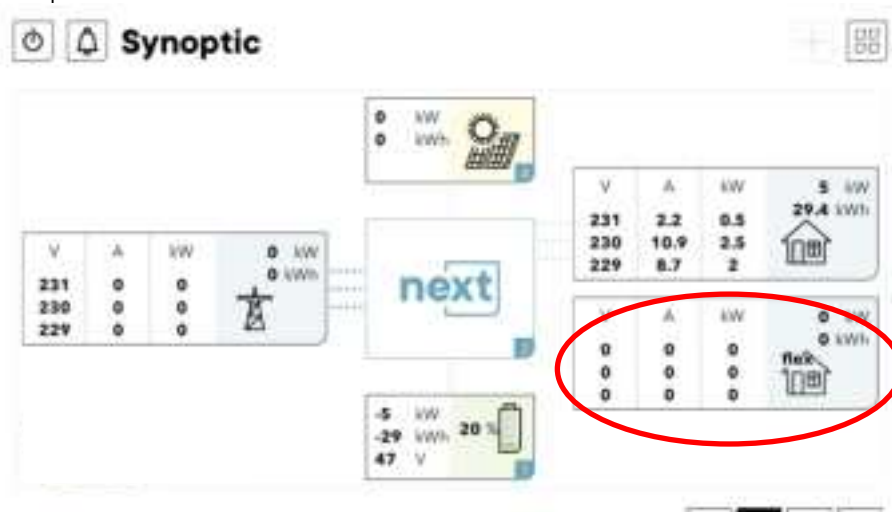 Synoptic
0 kW
0 kWh
V A kW 5 kW
29.4 kWh
231 2.2 0.5
230 10.9 2.5
229 8.7 2
V A kW 0 kW
0 kWh
231 0 0
230 0 0
229 0 0
next
V A kW 0 kW
0 kWh
flex
0 0 0
0 0 0
0 0 0
-5 kW
-29 kWh 20 %
47 V